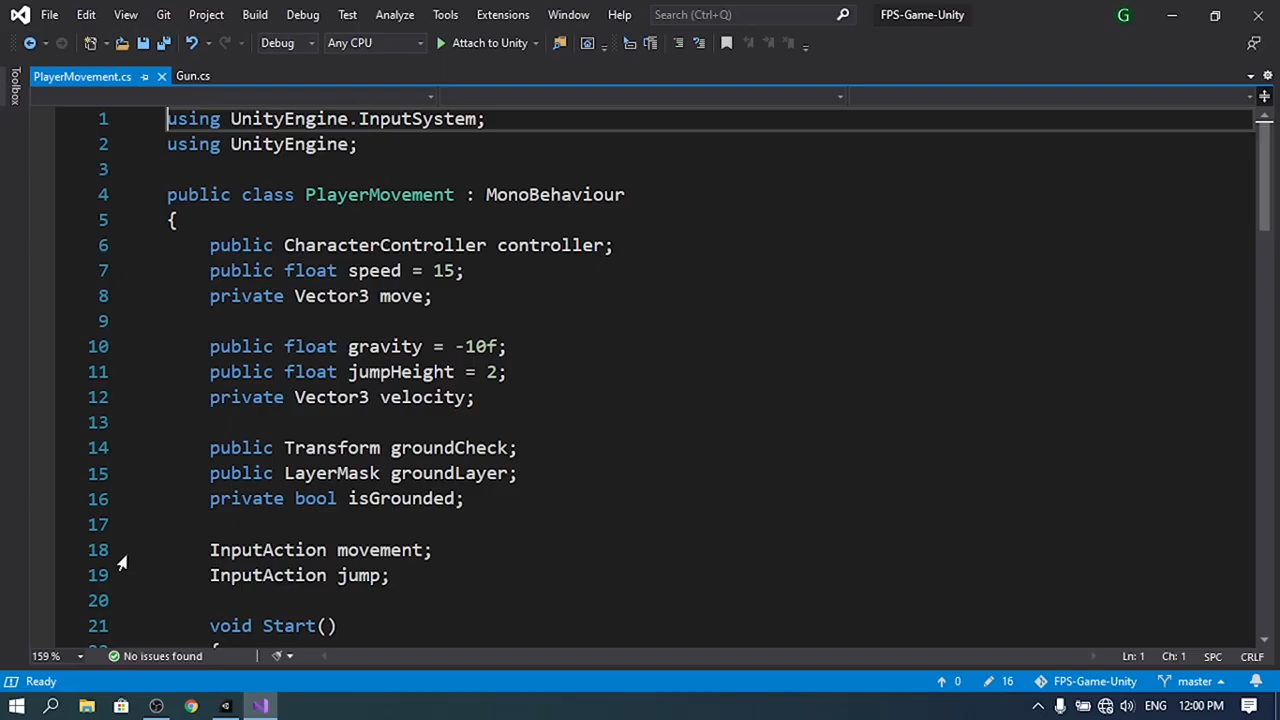 File Edit View Git Project Build Debug Test Analyze Tools Extensions Window Help Search (Ctrl+Q) FPS-Game-Unity G
Debug Any CPU Attach to Unity
Toolbox
PlayerMovement.cs Gun.cs
1 using UnityEngine.InputSystem;
2 using UnityEngine;
3
4 public class PlayerMovement : MonoBehaviour
5 {
6 public CharacterController controller;
7 public float speed = 15;
8 private Vector3 move;
9
10 public float gravity = -10f;
11 public float jumpHeight = 2;
12 private Vector3 velocity;
13
14 public Transform groundCheck;
15 public LayerMask groundLayer;
16 private bool isGrounded;
17
18 InputAction movement;
19 InputAction jump;
20
21 void Start()
159 % No issues found Ln: 1 Ch: 1 SPC CRLF
Ready 0 16 FPS-Game-Unity master
ENG 12:00 PM